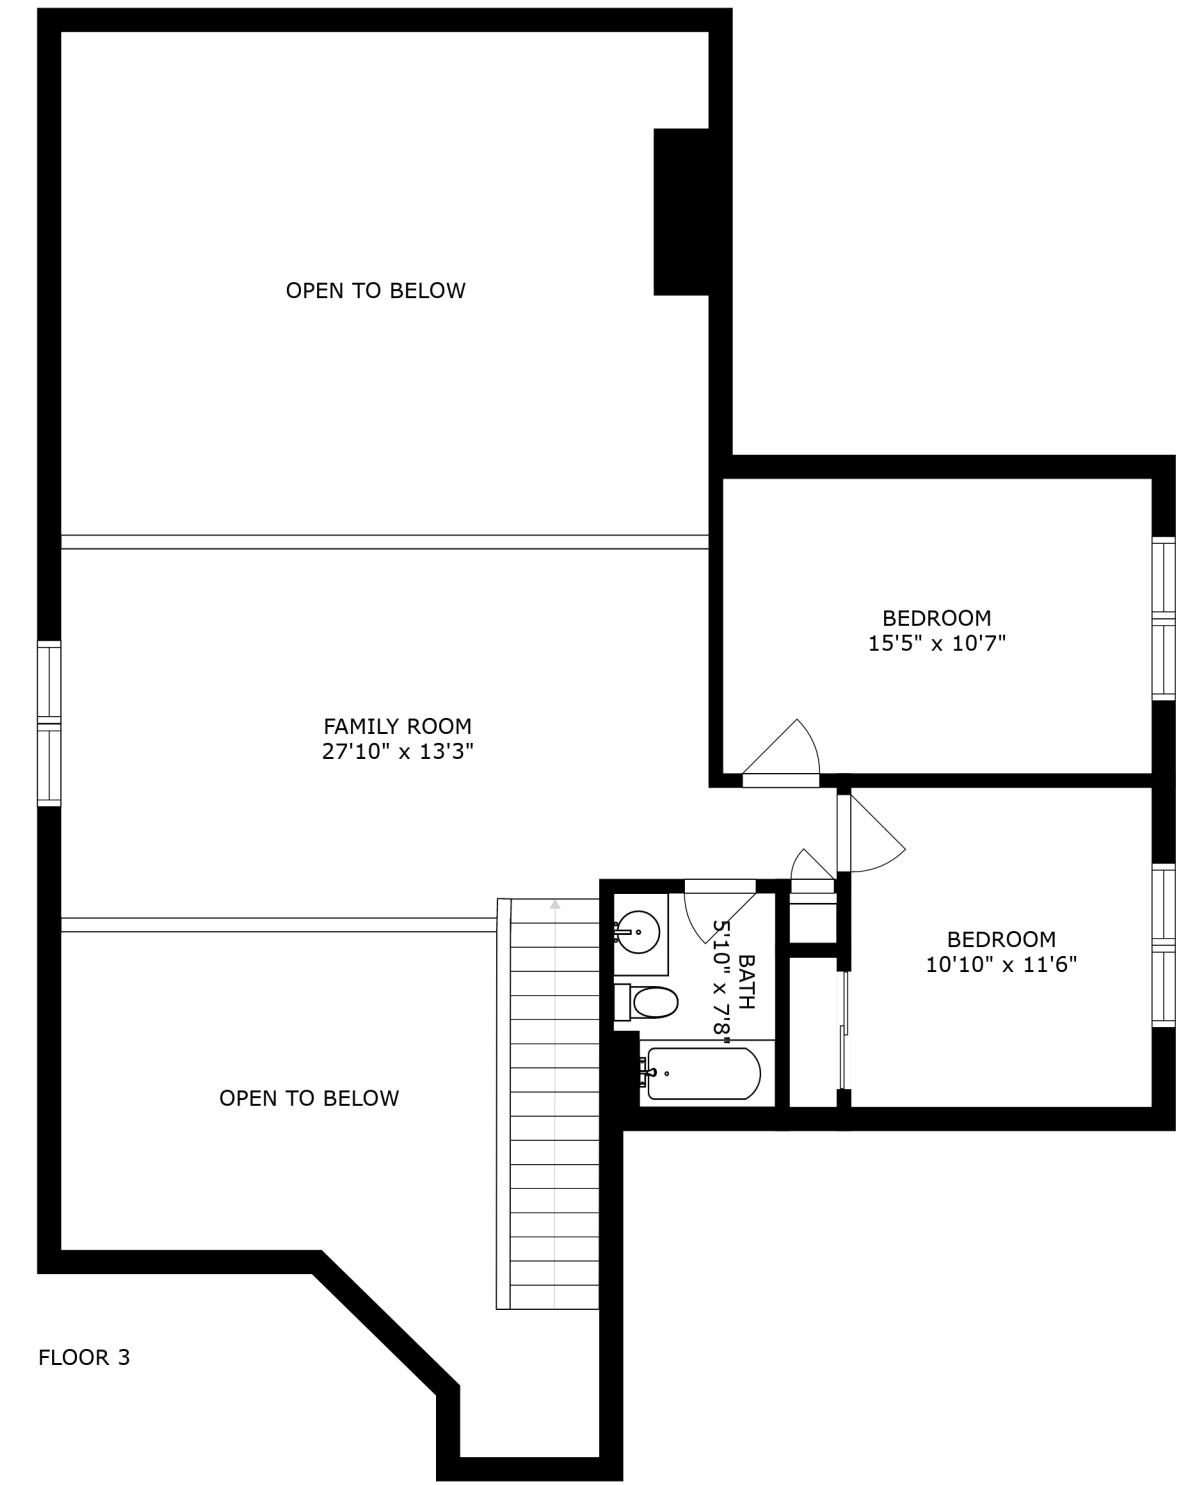 OPEN TO BELOW
BEDROOM
15'5" x 10'7"
FAMILY ROOM
27'10" x 13'3"
BEDROOM
10'10" x 11'6"
BATH
5'10" x 7'8"
OPEN TO BELOW
FLOOR 3